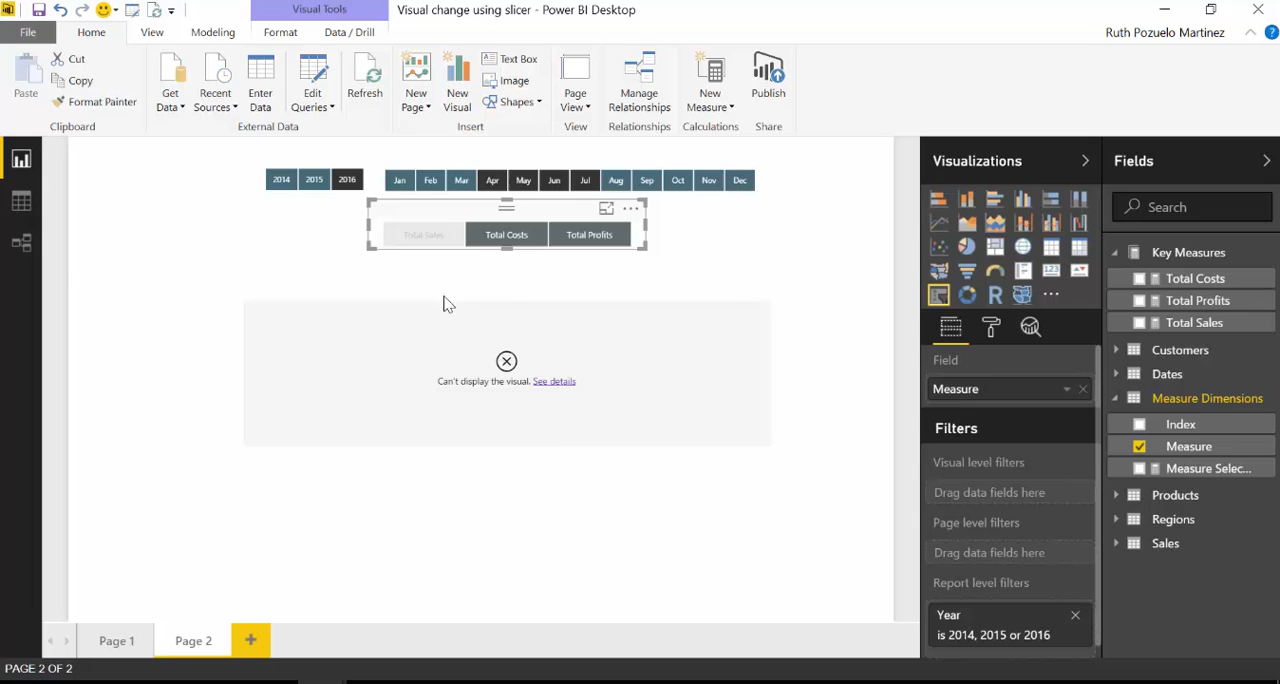 Visual Tools
Visual change using slicer - Power BI Desktop
File
Home
View
Modeling
Format
Data / Drill
Ruth Pozuelo Martinez
Paste
Cut
Copy
Format Painter
Clipboard
Get Data
Recent Sources
Enter Data
Edit Queries
Refresh
External Data
New Page
New Visual
Text Box
Image
Shapes
Insert
Page View
View
Manage Relationships
Relationships
New Measure
Calculations
Publish
Share
2014 2015 2016
Jan Feb Mar Apr May Jun Jul Aug Sep Oct Nov Dec
Total Sales Total Costs Total Profits
Can't display the visual. See details
Visualizations
Field
Measure
Filters
Visual level filters
Drag data fields here
Page level filters
Drag data fields here
Report level filters
Year
is 2014, 2015 or 2016
Fields
Search
Key Measures
Total Costs
Total Profits
Total Sales
Customers
Dates
Measure Dimensions
Index
Measure
Measure Selec...
Products
Regions
Sales
Page 1
Page 2
PAGE 2 OF 2